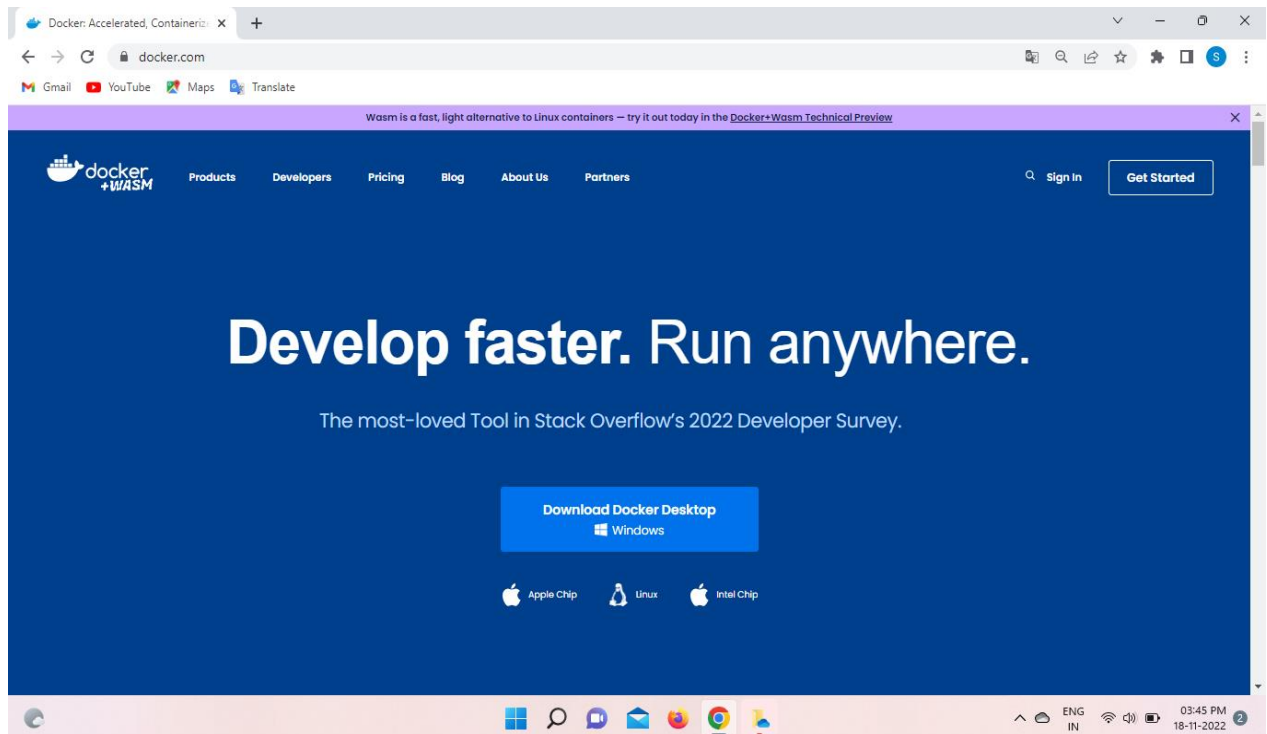 Docker: Accelerated, Containeriz
docker.com
S
Gmail YouTube Maps Translate
Wasm is a fast, light alternative to Linux containers — try it out today in the Docker+Wasm Technical Preview
docker
+WASM
Products Developers Pricing Blog About Us Partners Sign In Get Started
Develop faster. Run anywhere.
The most-loved Tool in Stack Overflow's 2022 Developer Survey.
Download Docker Desktop
Windows
Apple Chip Linux Intel Chip
ENG
IN
03:45 PM
18-11-2022
2